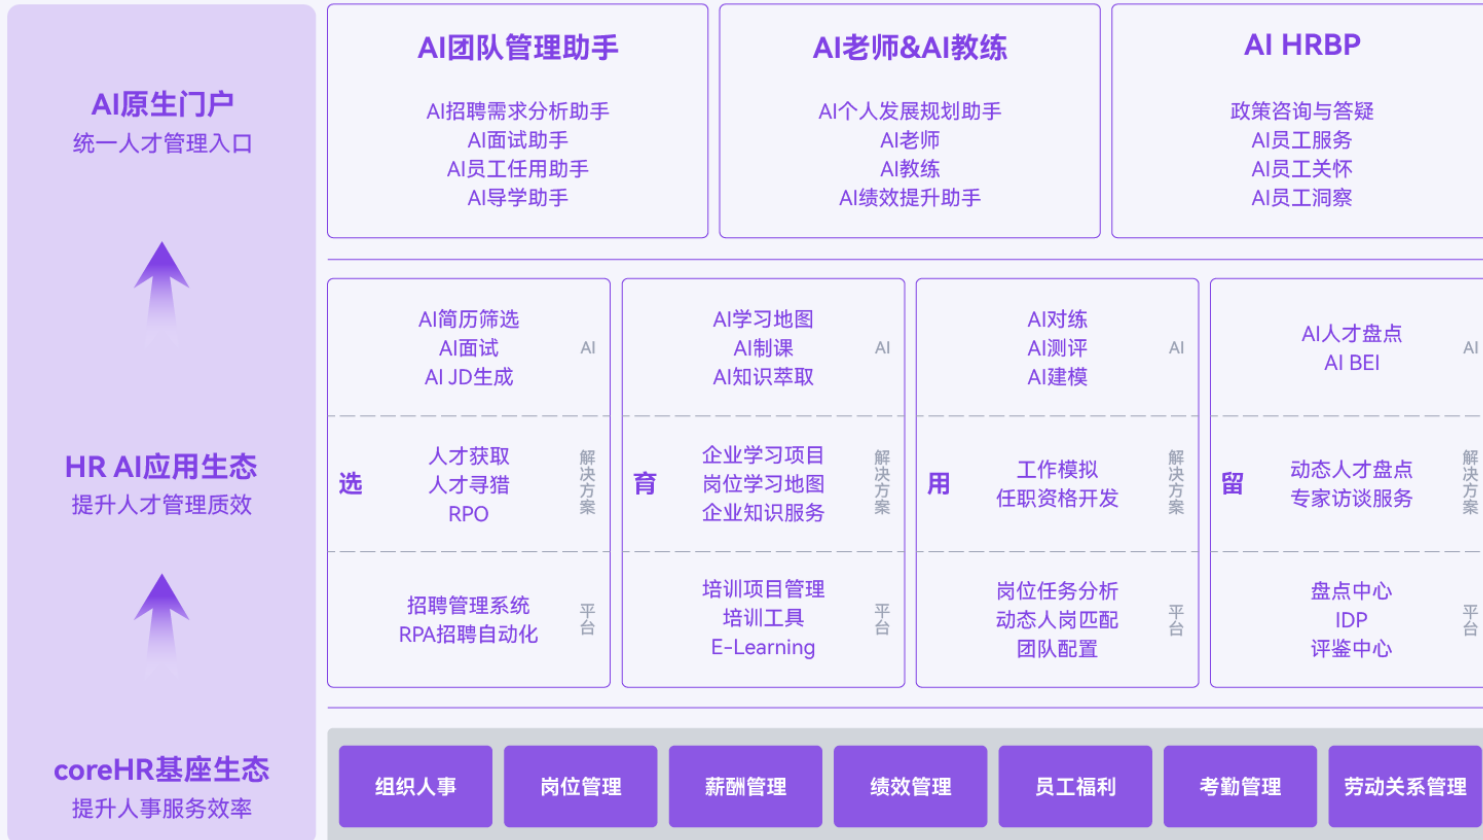 AI原生门户
统一人才管理入口
AI团队管理助手
AI招聘需求分析助手
AI面试助手
AI员工任用助手
AI导学助手
AI老师&AI教练
AI个人发展规划助手
AI老师
AI教练
AI绩效提升助手
AI HRBP
政策咨询与答疑
AI员工服务
AI员工关怀
AI员工洞察
HR AI应用生态
提升人才管理质效
选
AI简历筛选
AI面试
AI JD生成
AI
人才获取
人才寻猎
RPO
解决方案
招聘管理系统
RPA招聘自动化
平台
育
AI学习地图
AI制课
AI知识萃取
AI
企业学习项目
岗位学习地图
企业知识服务
解决方案
培训项目管理
培训工具
E-Learning
平台
用
AI对练
AI测评
AI建模
AI
工作模拟
任职资格开发
解决方案
岗位任务分析
动态人岗匹配
团队配置
平台
留
AI人才盘点
AI BEI
AI
动态人才盘点
专家访谈服务
解决方案
盘点中心
IDP
评鉴中心
平台
coreHR基座生态
提升人事服务效率
组织人事
岗位管理
薪酬管理
绩效管理
员工福利
考勤管理
劳动关系管理